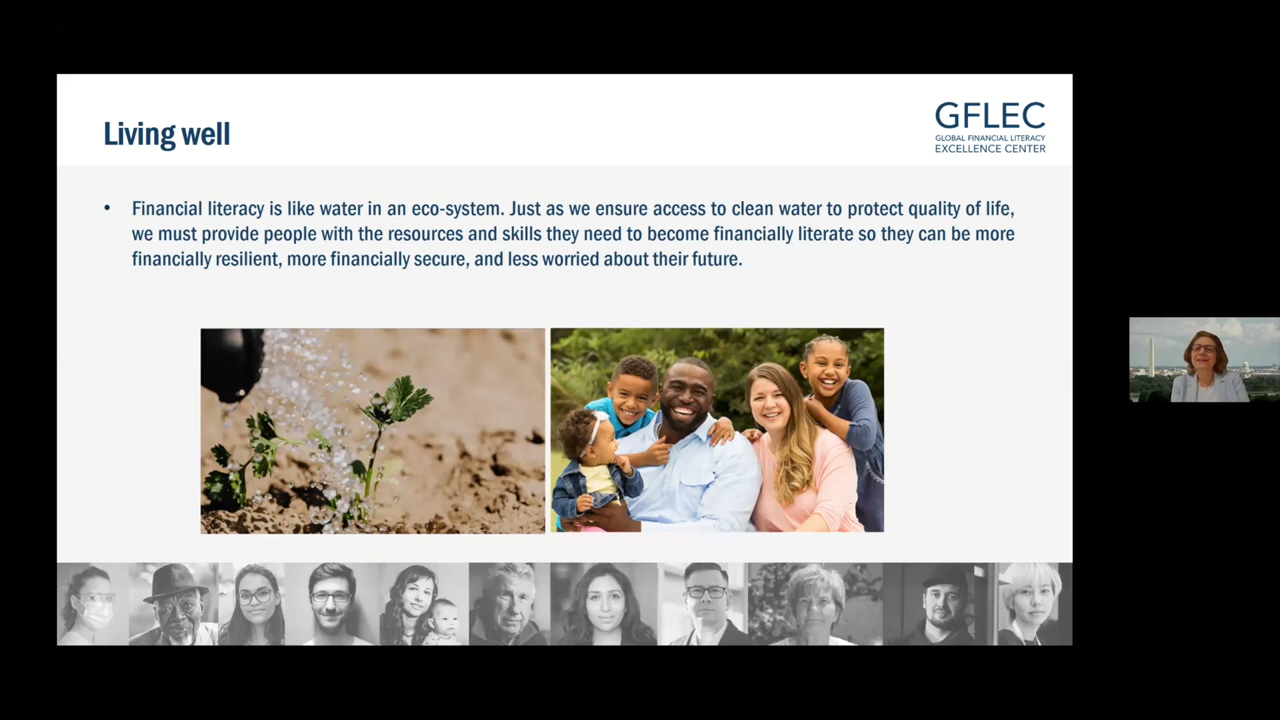 Living well
GFLEC
GLOBAL FINANCIAL LITERACY
EXCELLENCE CENTER
• Financial literacy is like water in an eco-system. Just as we ensure access to clean water to protect quality of life,
we must provide people with the resources and skills they need to become financially literate so they can be more
financially resilient, more financially secure, and less worried about their future.